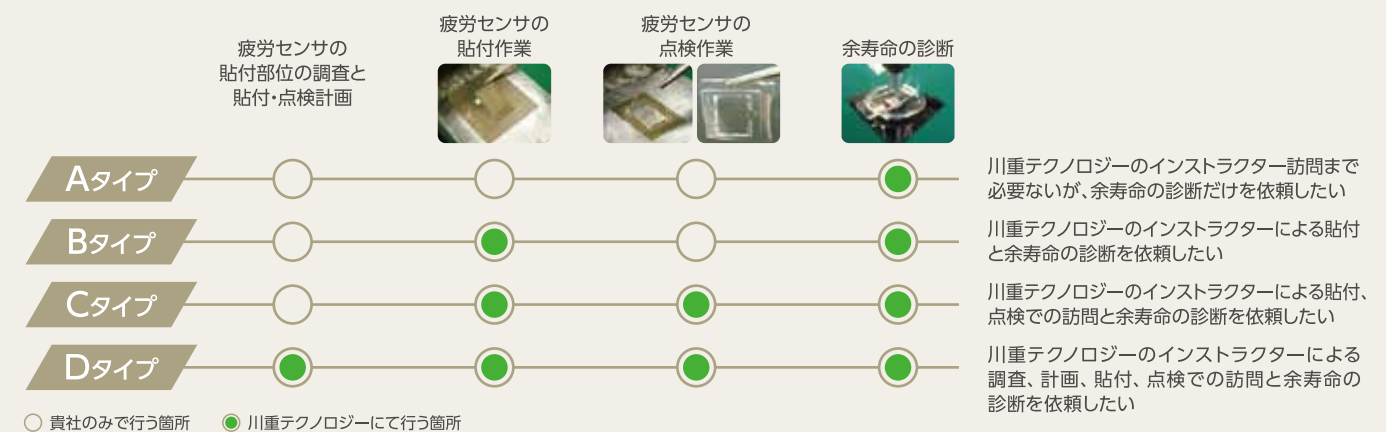 疲労センサの
貼付部位の調査と
貼付・点検計画
疲労センサの
貼付作業
疲労センサの
点検作業
余寿命の診断
Aタイプ
川重テクノロジーのインストラクター訪問まで
必要ないが、余寿命の診断だけを依頼したい
Bタイプ
川重テクノロジーのインストラクターによる貼付
と余寿命の診断を依頼したい
Cタイプ
川重テクノロジーのインストラクターによる貼付、
点検での訪問と余寿命の診断を依頼したい
Dタイプ
川重テクノロジーのインストラクターによる
調査、計画、貼付、点検での訪問と余寿命の
診断を依頼したい
貴社のみで行う箇所
川重テクノロジーにて行う箇所